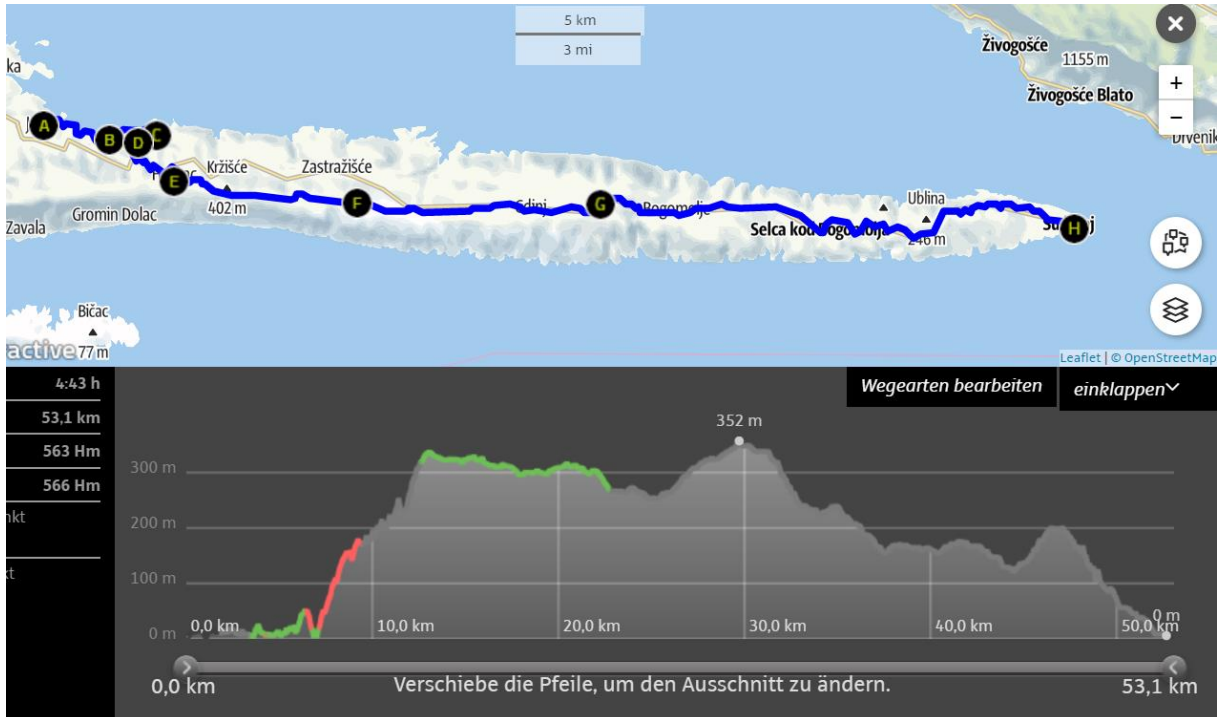 5 km
3 mi
Živogošće
1155 m
Živogošće Blato
+
−
Drvenik
ka
A
B
D
C
E
Kržišće
Zastražišće
402 m
F
Gromin Dolac
Zavala
G
Bogomolje
Ublina
Selca kod Bogomolja
246 m
H
Bičac
77 m
active
Leaflet | © OpenStreetMap
4:43 h
53,1 km
563 Hm
566 Hm
nkt
kt
Wegearten bearbeiten
einklappen
352 m
300 m
200 m
100 m
0 m
0,0 km
10,0 km
20,0 km
30,0 km
40,0 km
50,0 km
0 m
0,0 km
Verschiebe die Pfeile, um den Ausschnitt zu ändern.
53,1 km